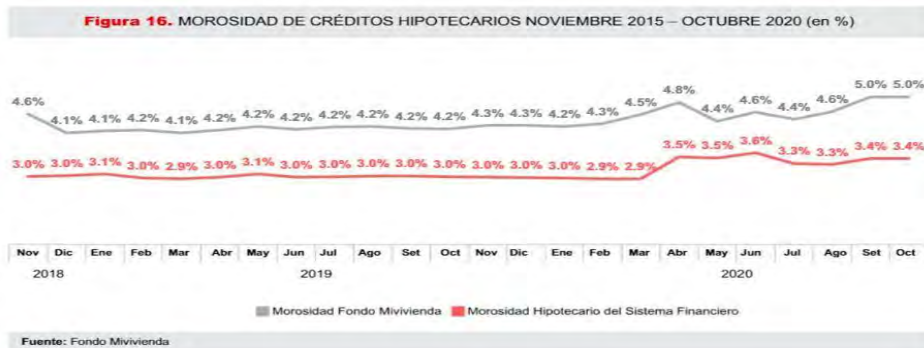 Figura 16. MOROSIDAD DE CRÉDITOS HIPOTECARIOS NOVIEMBRE 2015 – OCTUBRE 2020 (en %)
4.6% 4.1% 4.1% 4.2% 4.1% 4.2% 4.2% 4.2% 4.2% 4.2% 4.2% 4.2% 4.3% 4.3% 4.2% 4.3% 4.5% 4.8% 4.4% 4.6% 4.4% 4.6% 5.0% 5.0%
3.0% 3.0% 3.1% 3.0% 2.9% 3.0% 3.1% 3.0% 3.0% 3.0% 3.0% 3.0% 3.0% 3.0% 3.0% 2.9% 2.9% 3.5% 3.5% 3.6% 3.3% 3.3% 3.4% 3.4%
Nov Dic Ene Feb Mar Abr May Jun Jul Ago Set Oct Nov Dic Ene Feb Mar Abr May Jun Jul Ago Set Oct
2018 2019 2020
Morosidad Fondo Mivivienda Morosidad Hipotecario del Sistema Financiero
Fuente: Fondo Mivivienda